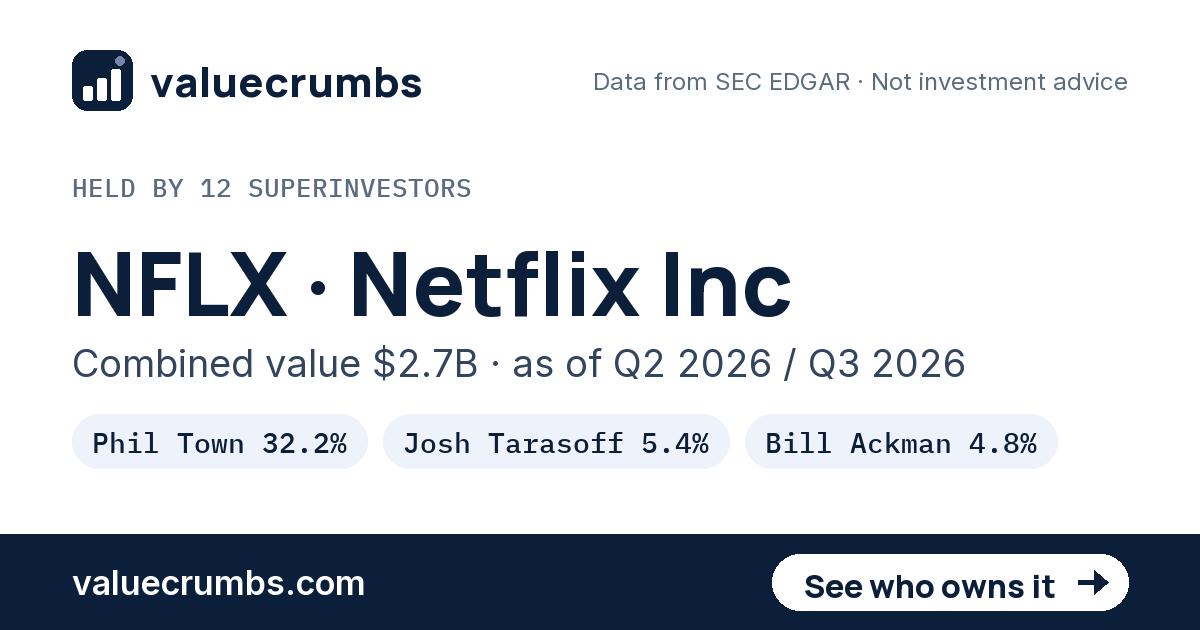 valuecrumbs
Data from SEC EDGAR · Not investment advice
HELD BY 12 SUPERINVESTORS
NFLX · Netflix Inc
Combined value $2.7B · as of Q2 2026 / Q3 2026
Phil Town 32.2%
Josh Tarasoff 5.4%
Bill Ackman 4.8%
valuecrumbs.com
See who owns it →